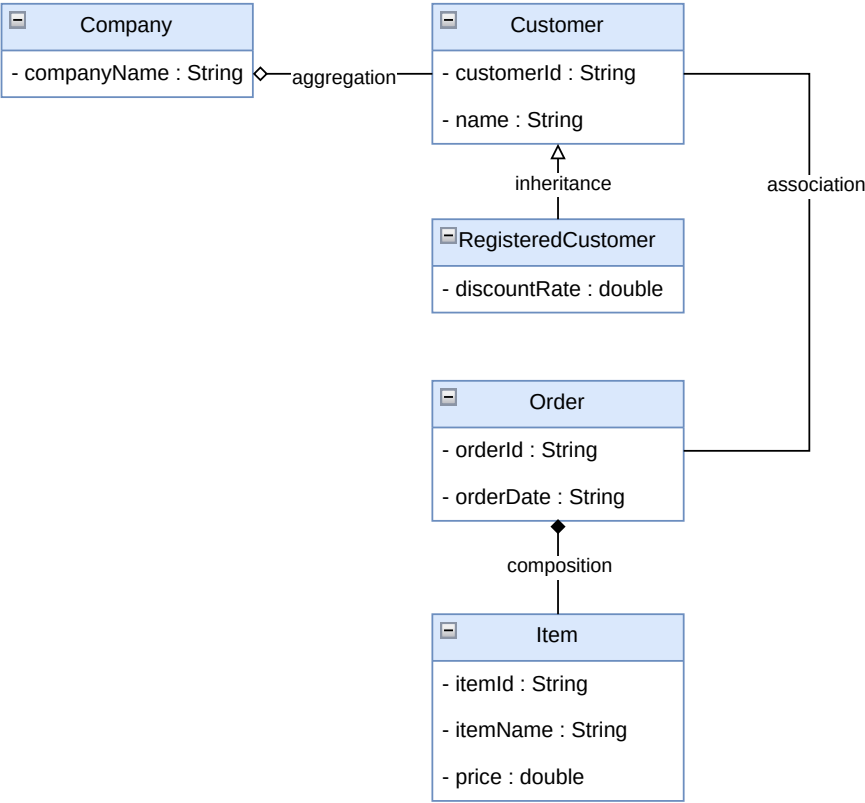 Company
- companyName : String
aggregation
Customer
- customerId : String
- name : String
inheritance
association
RegisteredCustomer
- discountRate : double
Order
- orderId : String
- orderDate : String
composition
Item
- itemId : String
- itemName : String
- price : double